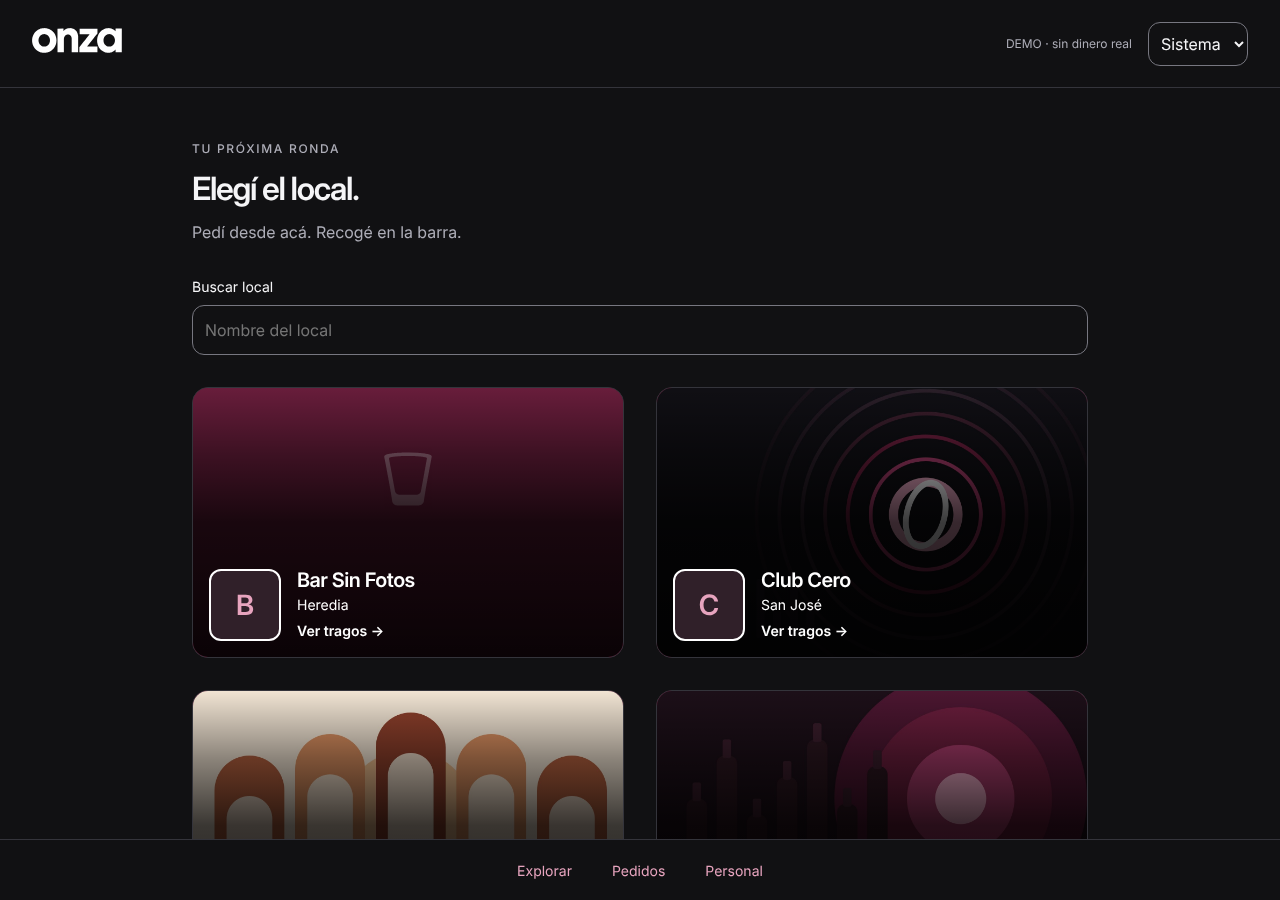 onza
DEMO · sin dinero real
Sistema
TU PRÓXIMA RONDA
Elegí el local.
Pedí desde acá. Recogé en la barra.
Buscar local
Nombre del local
B
Bar Sin Fotos
Heredia
Ver tragos →
C
Club Cero
San José
Ver tragos →
Explorar
Pedidos
Personal